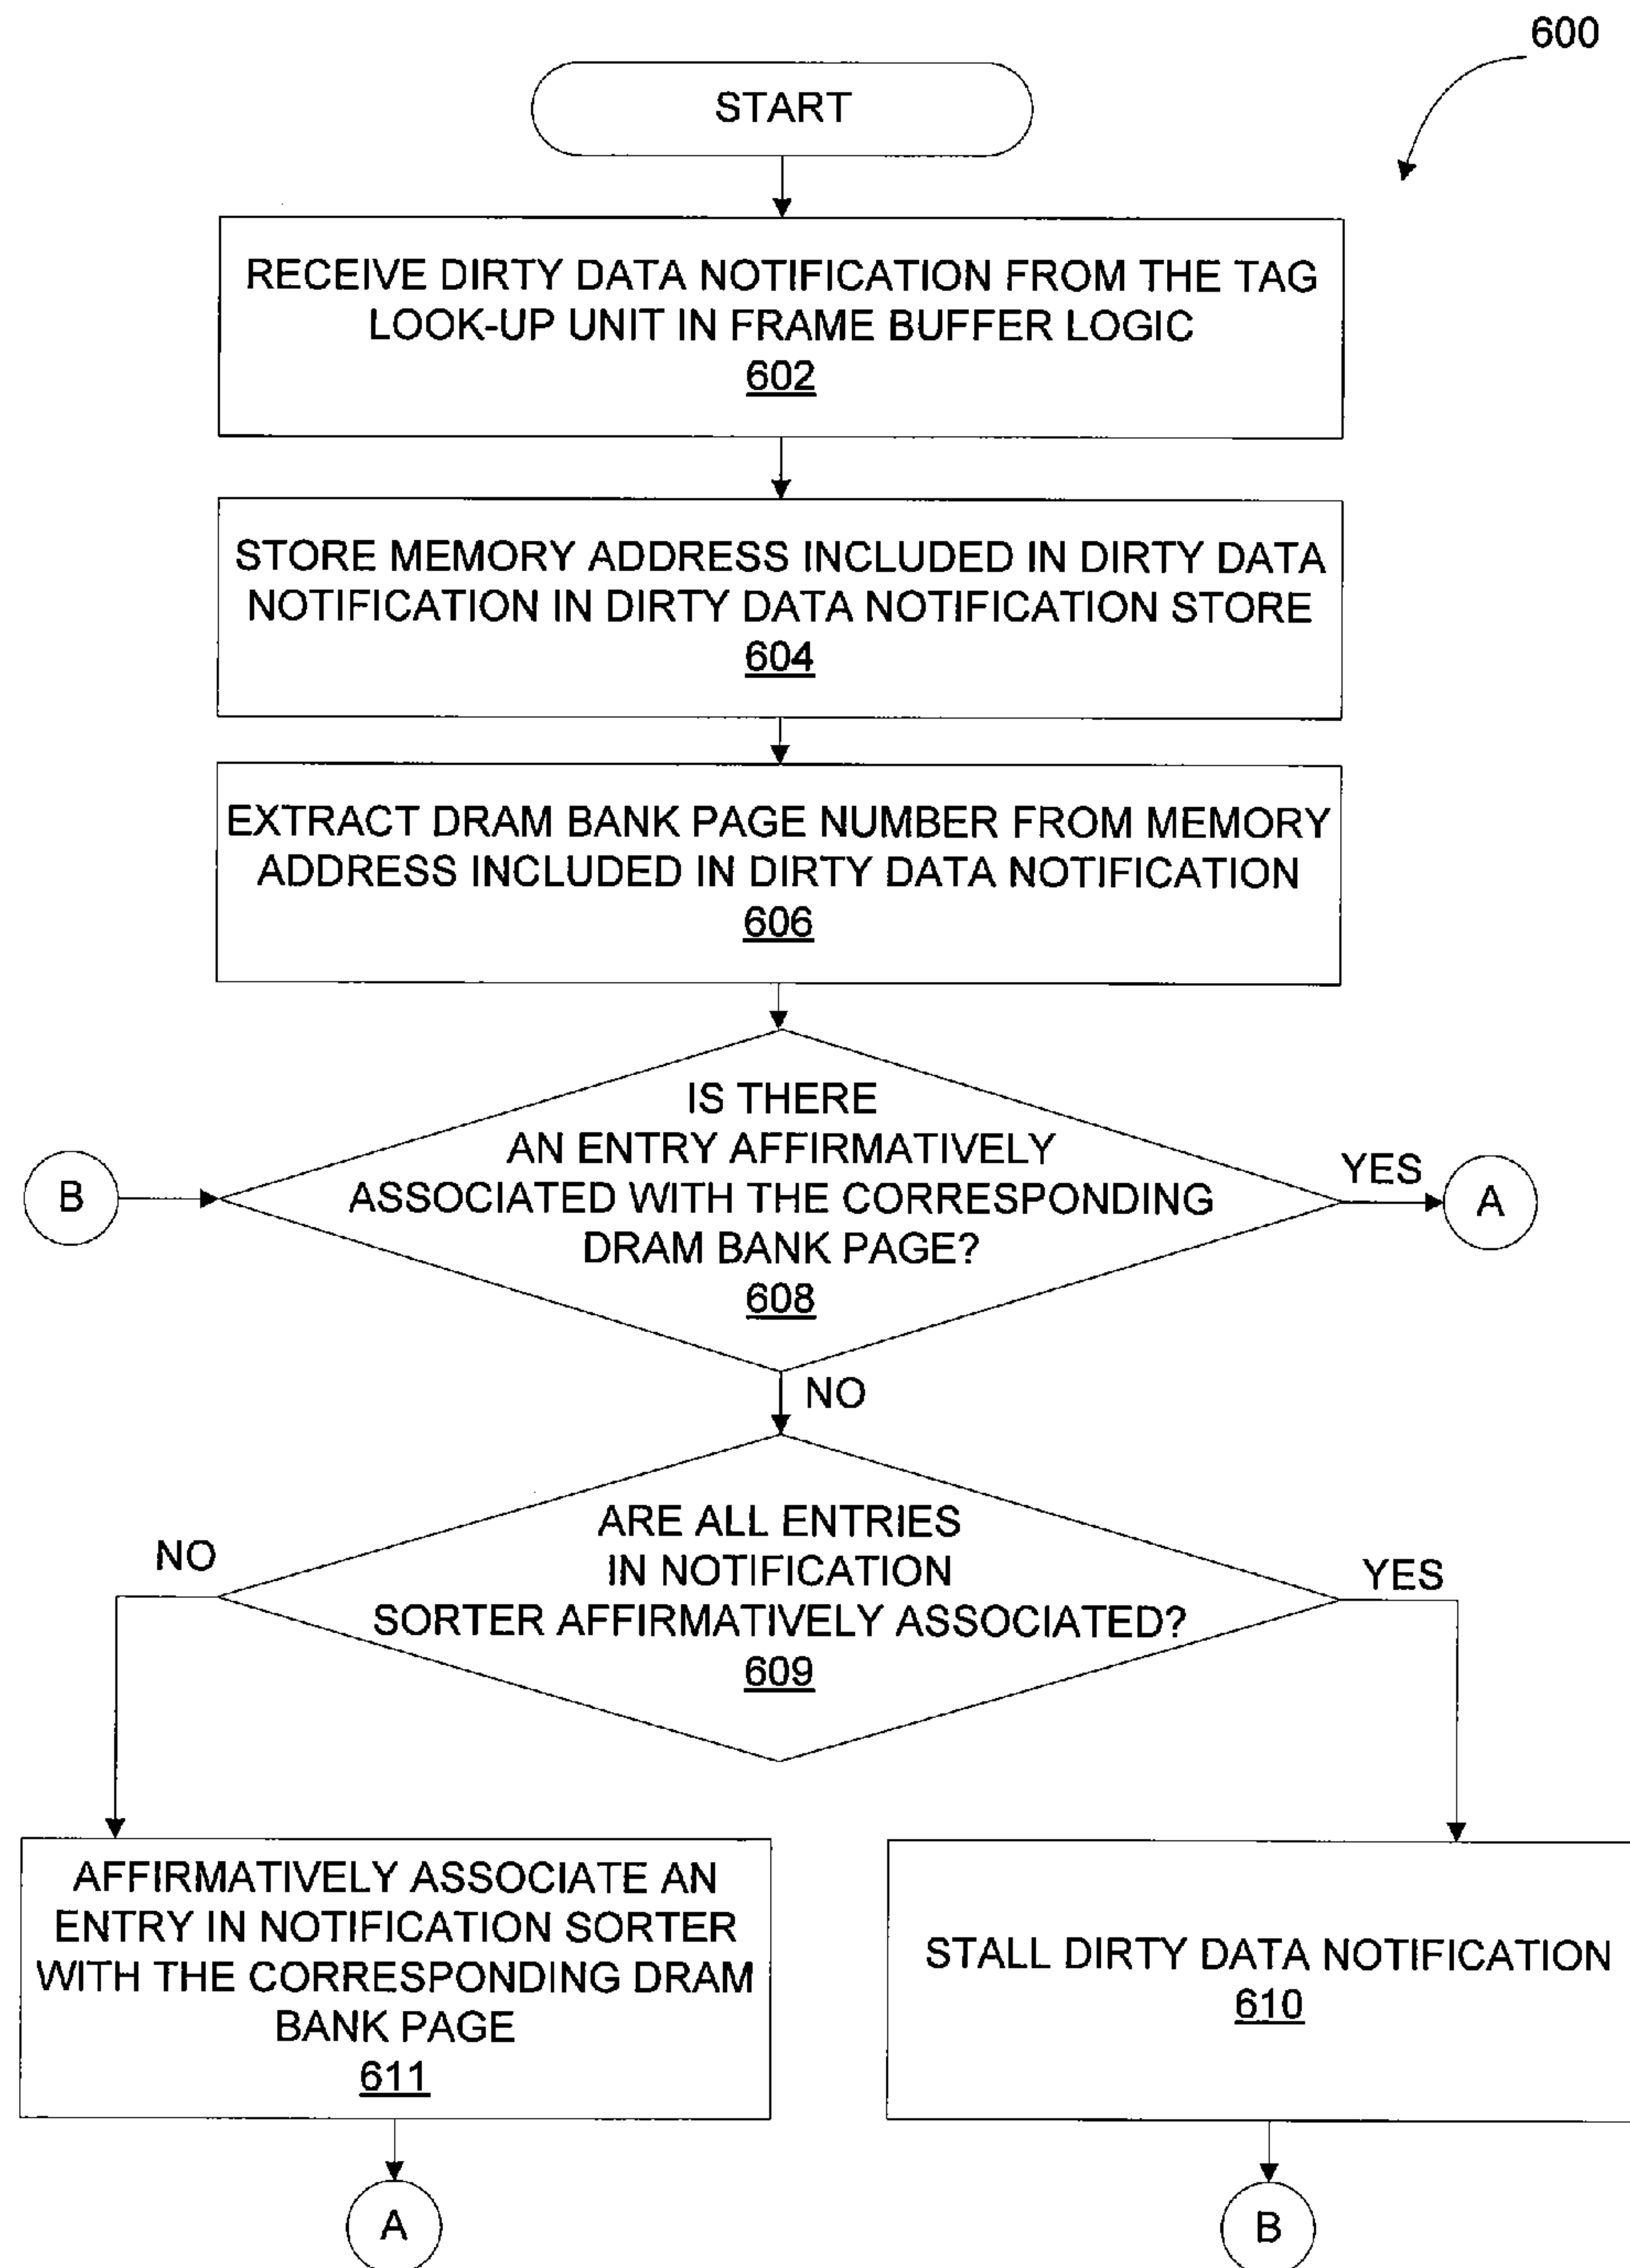 600
START
RECEIVE DIRTY DATA NOTIFICATION FROM THE TAG
LOOK-UP UNIT IN FRAME BUFFER LOGIC
602
STORE MEMORY ADDRESS INCLUDED IN DIRTY DATA
NOTIFICATION IN DIRTY DATA NOTIFICATION STORE
604
EXTRACT DRAM BANK PAGE NUMBER FROM MEMORY
ADDRESS INCLUDED IN DIRTY DATA NOTIFICATION
606
IS THERE
AN ENTRY AFFIRMATIVELY
ASSOCIATED WITH THE CORRESPONDING
DRAM BANK PAGE?
608
B
YES
A
NO
ARE ALL ENTRIES
IN NOTIFICATION
SORTER AFFIRMATIVELY ASSOCIATED?
609
NO
YES
AFFIRMATIVELY ASSOCIATE AN
ENTRY IN NOTIFICATION SORTER
WITH THE CORRESPONDING DRAM
BANK PAGE
611
STALL DIRTY DATA NOTIFICATION
610
A
B